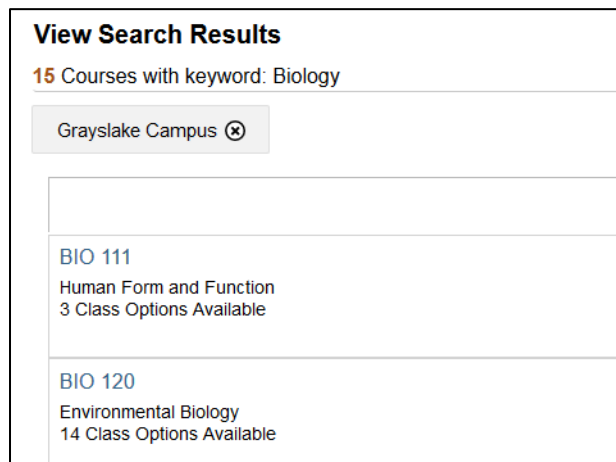 View Search Results
15 Courses with keyword: Biology
Grayslake Campus
BIO 111
Human Form and Function
3 Class Options Available
BIO 120
Environmental Biology
14 Class Options Available